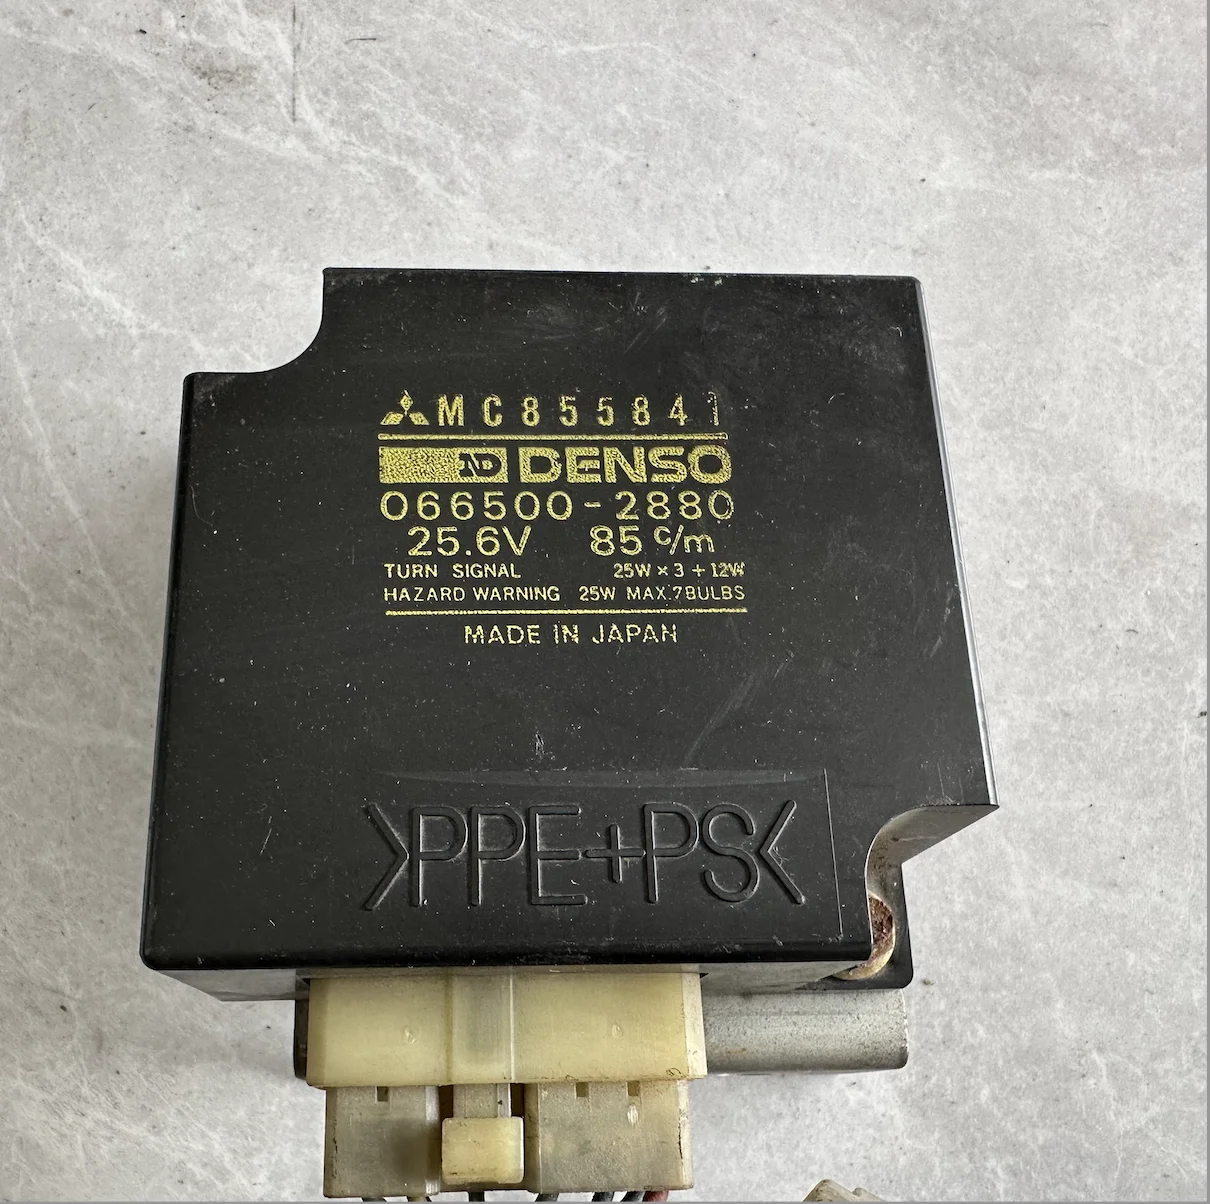 MC855841
ND DENSO
066500-2880
25.6V 85 c/m
TURN SIGNAL 25W×3+12W
HAZARD WARNING 25W MAX.7BULBS
MADE IN JAPAN
>PPE+PS<